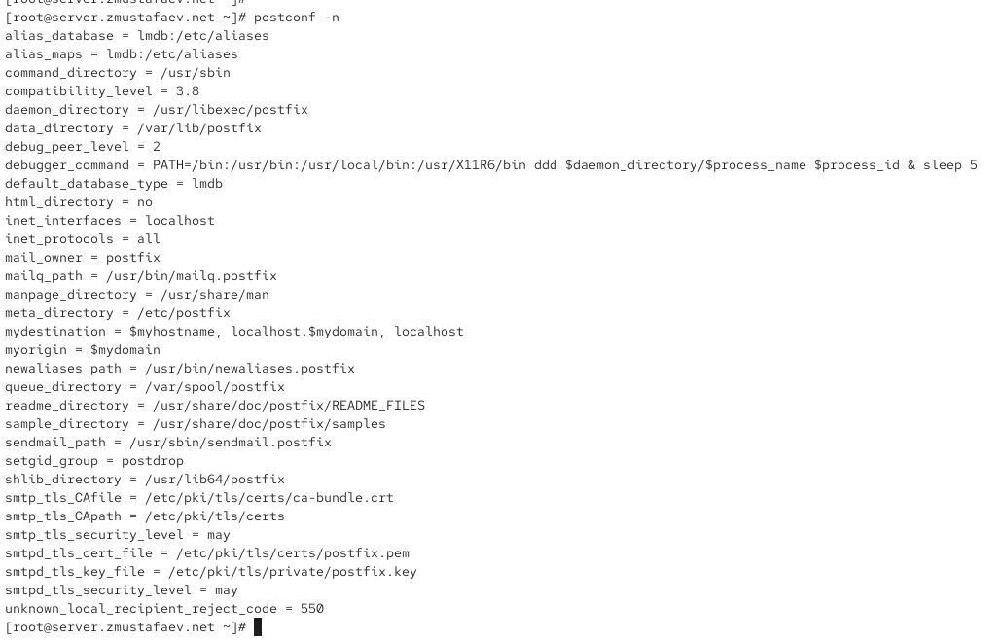 [root@server.zmustafaev.net ~]#
[root@server.zmustafaev.net ~]# postconf -n
alias_database = lmdb:/etc/aliases
alias_maps = lmdb:/etc/aliases
command_directory = /usr/sbin
compatibility_level = 3.8
daemon_directory = /usr/libexec/postfix
data_directory = /var/lib/postfix
debug_peer_level = 2
debugger_command = PATH=/bin:/usr/bin:/usr/local/bin:/usr/X11R6/bin ddd $daemon_directory/$process_name $process_id & sleep 5
default_database_type = lmdb
html_directory = no
inet_interfaces = localhost
inet_protocols = all
mail_owner = postfix
mailq_path = /usr/bin/mailq.postfix
manpage_directory = /usr/share/man
meta_directory = /etc/postfix
mydestination = $myhostname, localhost.$mydomain, localhost
myorigin = $mydomain
newaliases_path = /usr/bin/newaliases.postfix
queue_directory = /var/spool/postfix
readme_directory = /usr/share/doc/postfix/README_FILES
sample_directory = /usr/share/doc/postfix/samples
sendmail_path = /usr/sbin/sendmail.postfix
setgid_group = postdrop
shlib_directory = /usr/lib64/postfix
smtp_tls_CAfile = /etc/pki/tls/certs/ca-bundle.crt
smtp_tls_CApath = /etc/pki/tls/certs
smtp_tls_security_level = may
smtpd_tls_cert_file = /etc/pki/tls/certs/postfix.pem
smtpd_tls_key_file = /etc/pki/tls/private/postfix.key
smtpd_tls_security_level = may
unknown_local_recipient_reject_code = 550
[root@server.zmustafaev.net ~]#